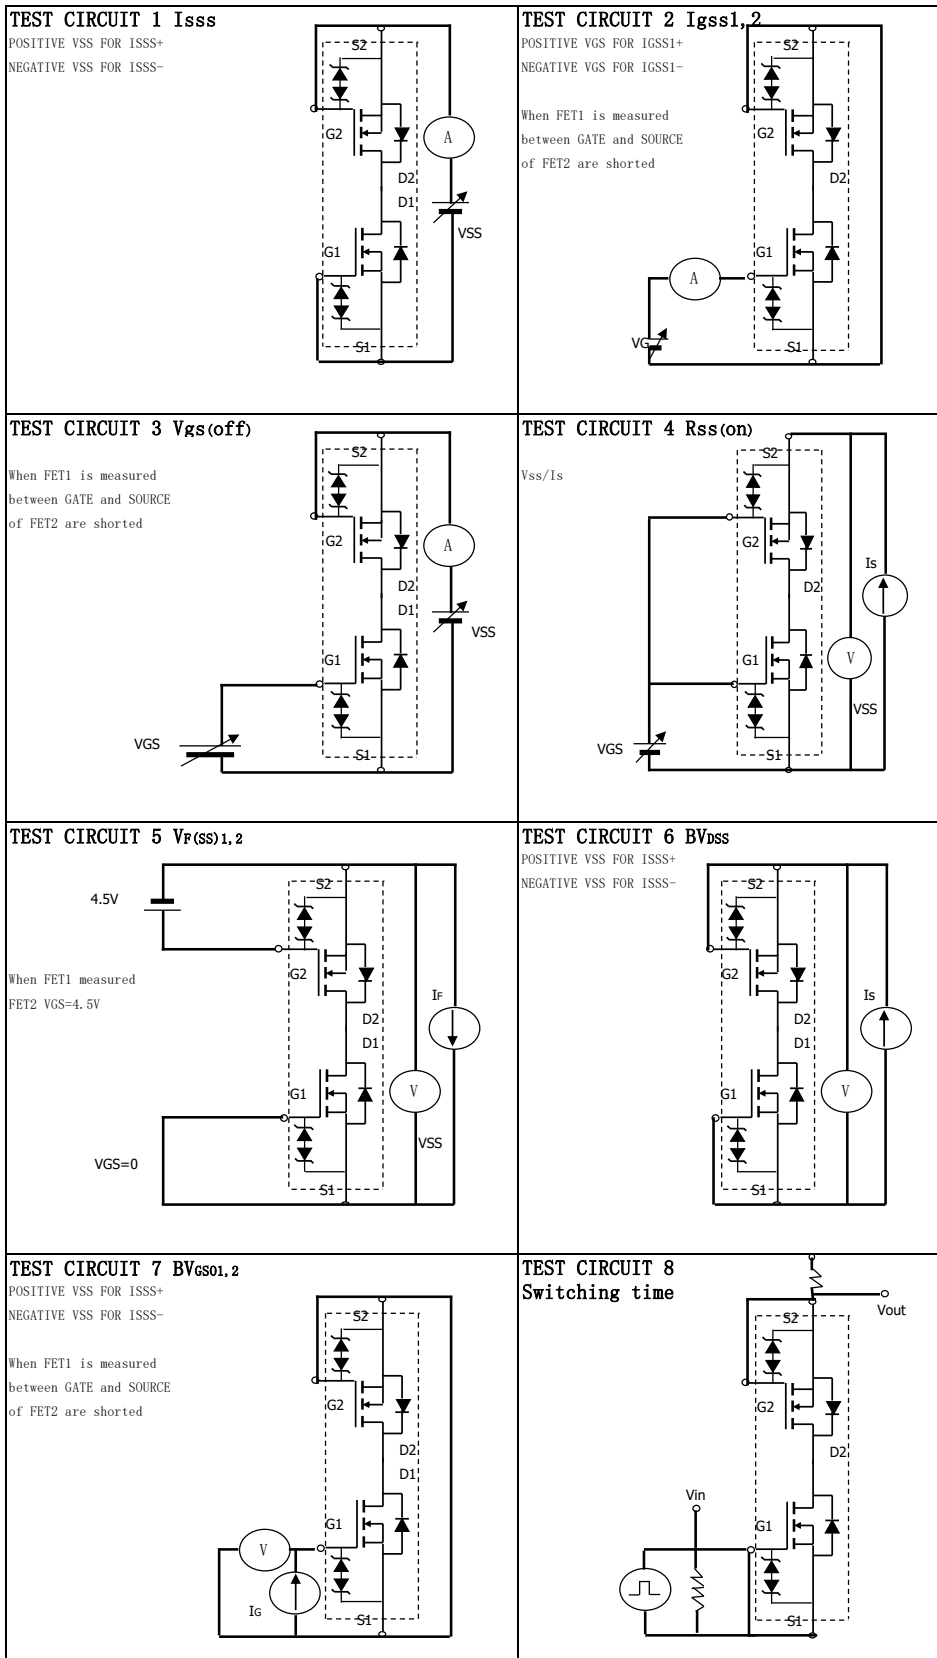 TEST CIRCUIT 1 Isss
POSITIVE VSS FOR ISSS+
NEGATIVE VSS FOR ISSS-
S2
G2
A
D2
D1
VSS
G1
S1
TEST CIRCUIT 2 Igss1,2
POSITIVE VGS FOR IGSS1+
NEGATIVE VGS FOR IGSS1-
When FET1 is measured
between GATE and SOURCE
of FET2 are shorted
S2
G2
D2
G1
A
VG
S1
TEST CIRCUIT 3 Vgs(off)
When FET1 is measured
between GATE and SOURCE
of FET2 are shorted
S2
G2
A
D2
D1
VSS
G1
VGS
S1
TEST CIRCUIT 4 Rss(on)
Vss/Is
S2
G2
Is
D2
G1
V
VSS
VGS
S1
TEST CIRCUIT 5 VF(SS)1,2
4.5V
S2
When FET1 measured
FET2 VGS=4.5V
G2
IF
D2
D1
G1
V
VSS
VGS=0
S1
TEST CIRCUIT 6 BVDSS
POSITIVE VSS FOR ISSS+
NEGATIVE VSS FOR ISSS-
S2
G2
Is
D2
D1
G1
V
S1
TEST CIRCUIT 7 BVGSO1,2
POSITIVE VSS FOR ISSS+
NEGATIVE VSS FOR ISSS-
When FET1 is measured
between GATE and SOURCE
of FET2 are shorted
S2
G2
D2
D1
G1
V
IG
S1
TEST CIRCUIT 8
Switching time
Vout
S2
G2
D2
Vin
G1
S1